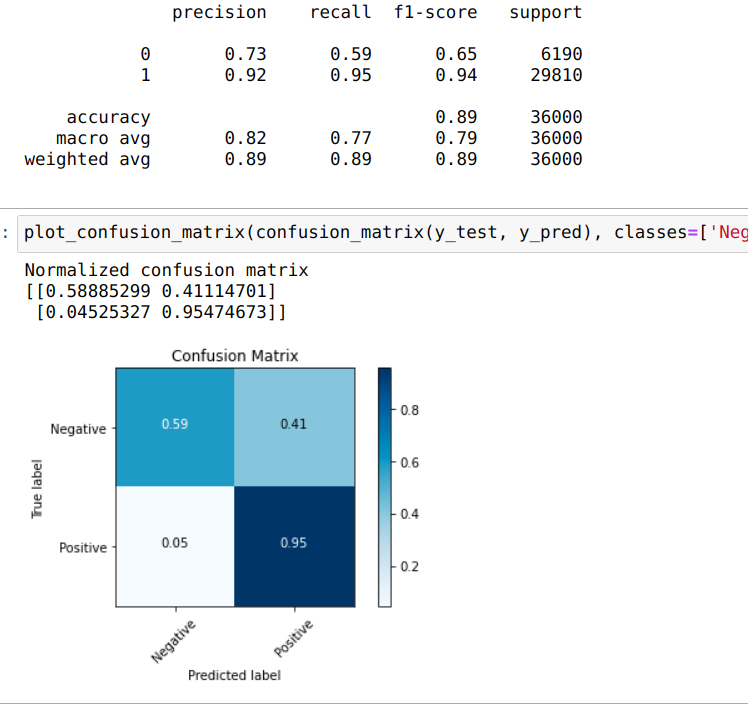 precision recall f1-score support
0 0.73 0.59 0.65 6190
1 0.92 0.95 0.94 29810
accuracy 0.89 36000
macro avg 0.82 0.77 0.79 36000
weighted avg 0.89 0.89 0.89 36000
: plot_confusion_matrix(confusion_matrix(y_test, y_pred), classes=['Neg
Normalized confusion matrix
[[0.58885299 0.41114701]
[0.04525327 0.95474673]]
Confusion Matrix
Negative 0.59 0.41
Positive 0.05 0.95
True label
Negative Positive
Predicted label
0.8
0.6
0.4
0.2